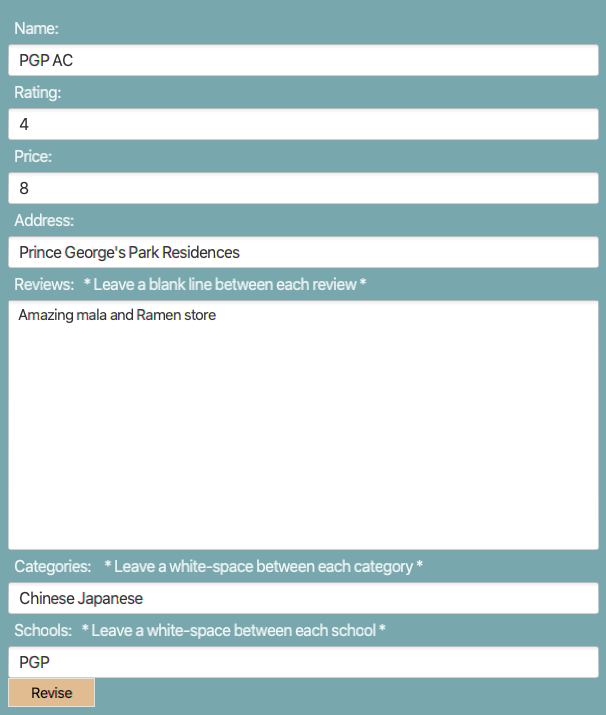 Name:
PGP AC
Rating:
4
Price:
8
Address:
Prince George's Park Residences
Reviews: * Leave a blank line between each review *
Amazing mala and Ramen store
Categories: * Leave a white-space between each category *
Chinese Japanese
Schools: * Leave a white-space between each school *
PGP
Revise